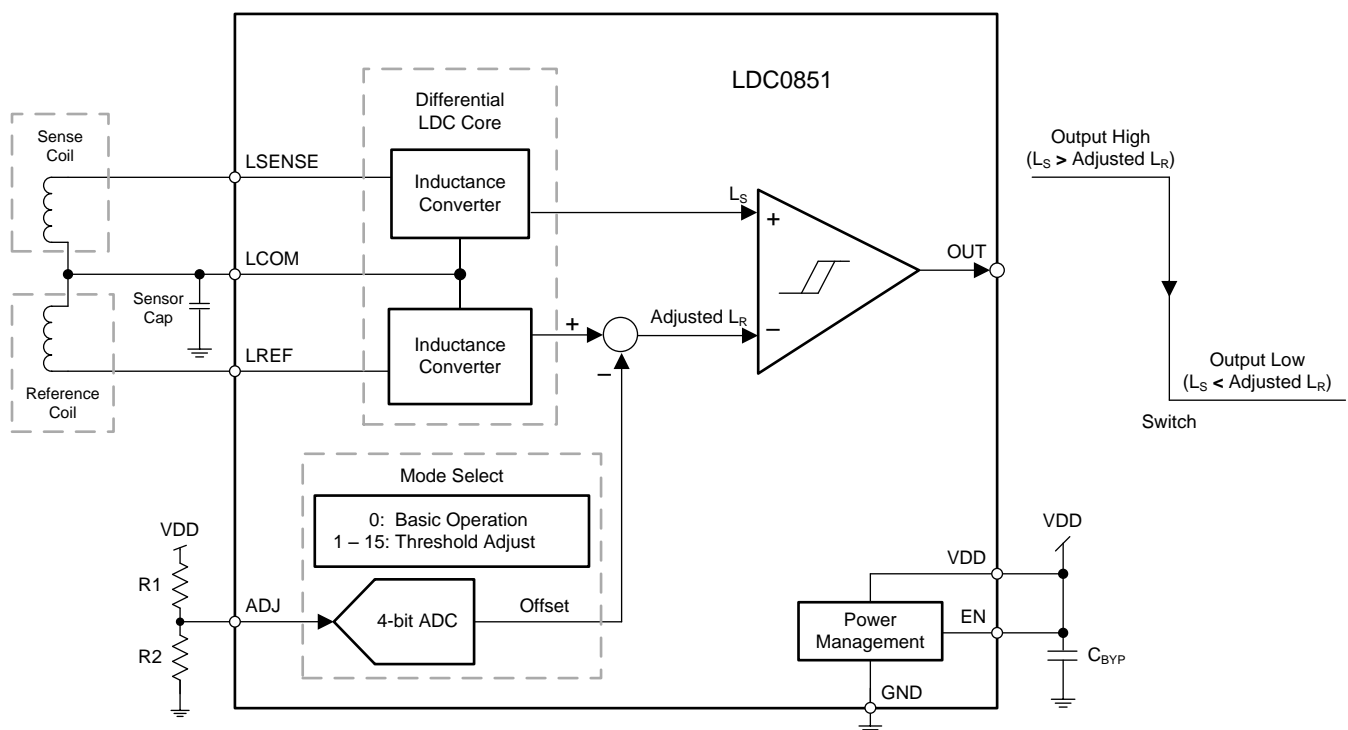 LDC0851
Differential
LDC Core
Sense
Coil
LSENSE
Inductance
Converter
LS
+
Output High
(LS > Adjusted LR)
OUT
LCOM
Sensor
Cap
Inductance
Converter
+
−
Adjusted LR
−
LREF
Reference
Coil
Output Low
(LS < Adjusted LR)
Switch
Mode Select
0: Basic Operation
1 – 15: Threshold Adjust
VDD
R1
ADJ
R2
4-bit ADC
Offset
VDD
VDD
EN
Power
Management
CBYP
GND